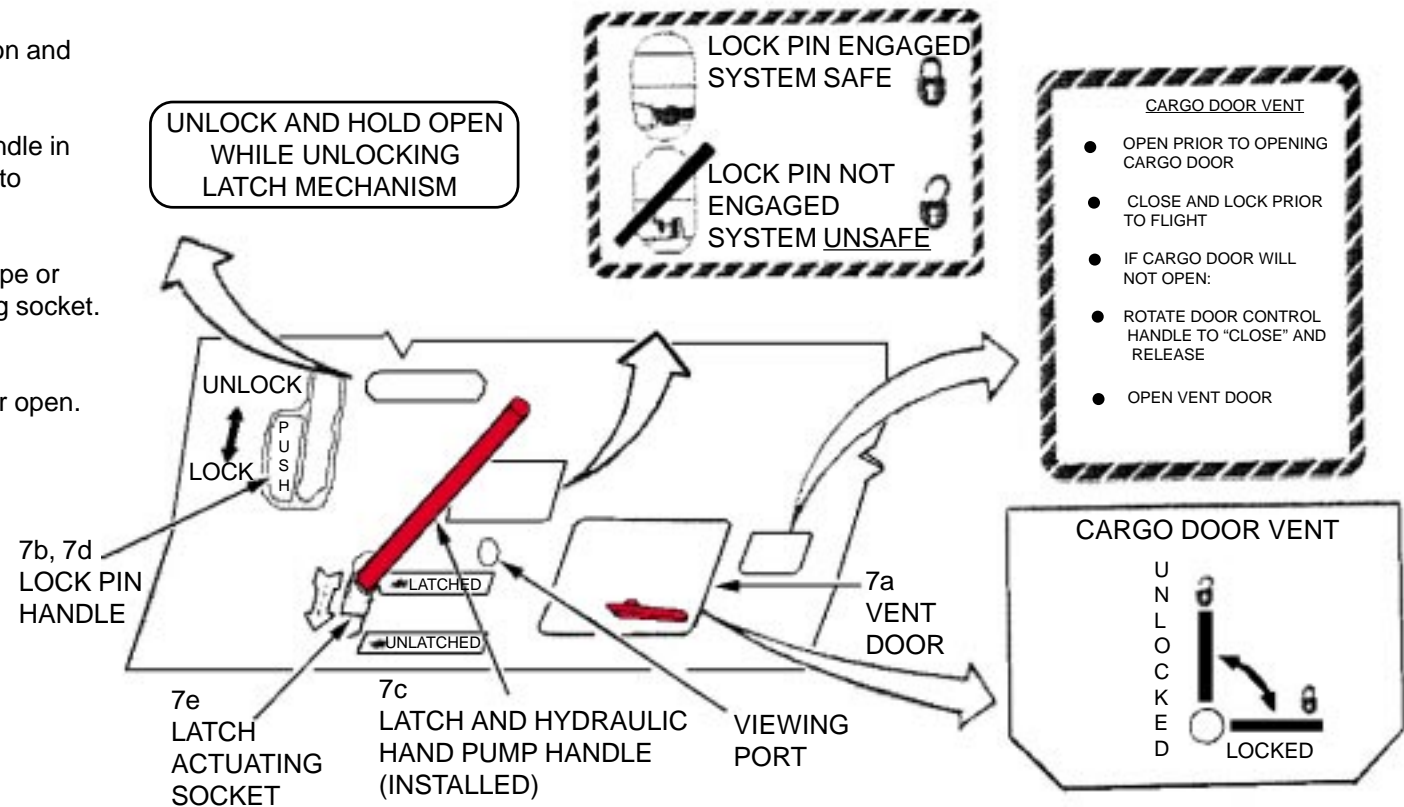 on and
ndle in
to
pe or
g socket.
r open.
UNLOCK AND HOLD OPEN
WHILE UNLOCKING
LATCH MECHANISM
LOCK PIN ENGAGED
SYSTEM SAFE
LOCK PIN NOT
ENGAGED
SYSTEM UNSAFE
CARGO DOOR VENT
● OPEN PRIOR TO OPENING
CARGO DOOR
● CLOSE AND LOCK PRIOR
TO FLIGHT
● IF CARGO DOOR WILL
NOT OPEN:
● ROTATE DOOR CONTROL
HANDLE TO “CLOSE” AND
RELEASE
● OPEN VENT DOOR
UNLOCK
LOCK
PUSH
LATCHED
UNLATCHED
7b, 7d
LOCK PIN
HANDLE
7e
LATCH
ACTUATING
SOCKET
7c
LATCH AND HYDRAULIC
HAND PUMP HANDLE
(INSTALLED)
VIEWING
PORT
7a
VENT
DOOR
CARGO DOOR VENT
UNLOCKED
LOCKED